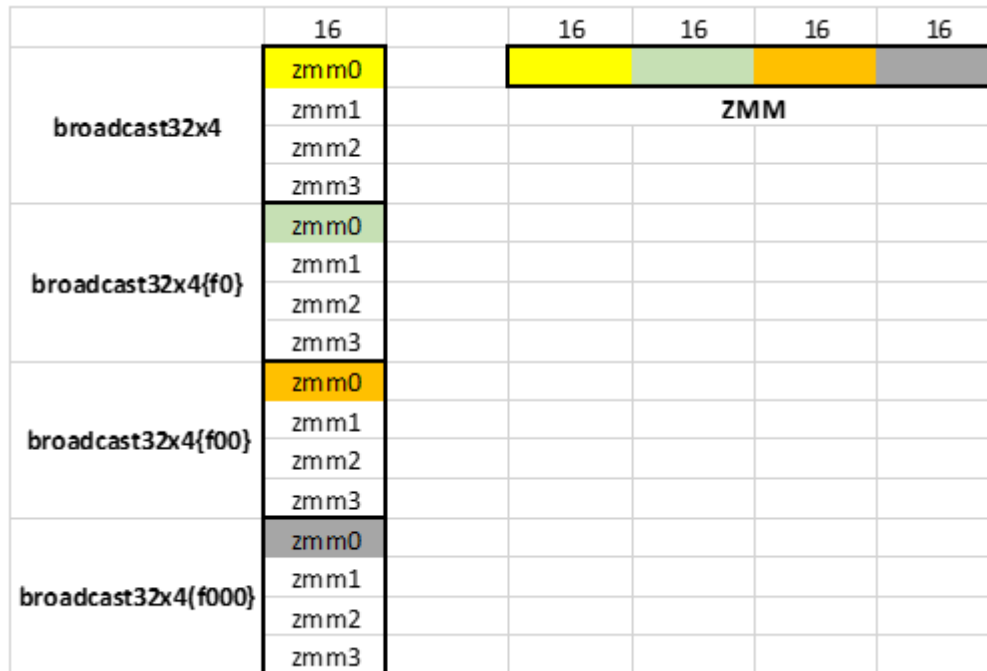 16 16 16 16 16
zmm0
broadcast32x4 zmm1 ZMM
zmm2
zmm3
zmm0
broadcast32x4{f0} zmm1
zmm2
zmm3
zmm0
broadcast32x4{f00} zmm1
zmm2
zmm3
zmm0
broadcast32x4(f000} zmm1
zmm2
zmm3